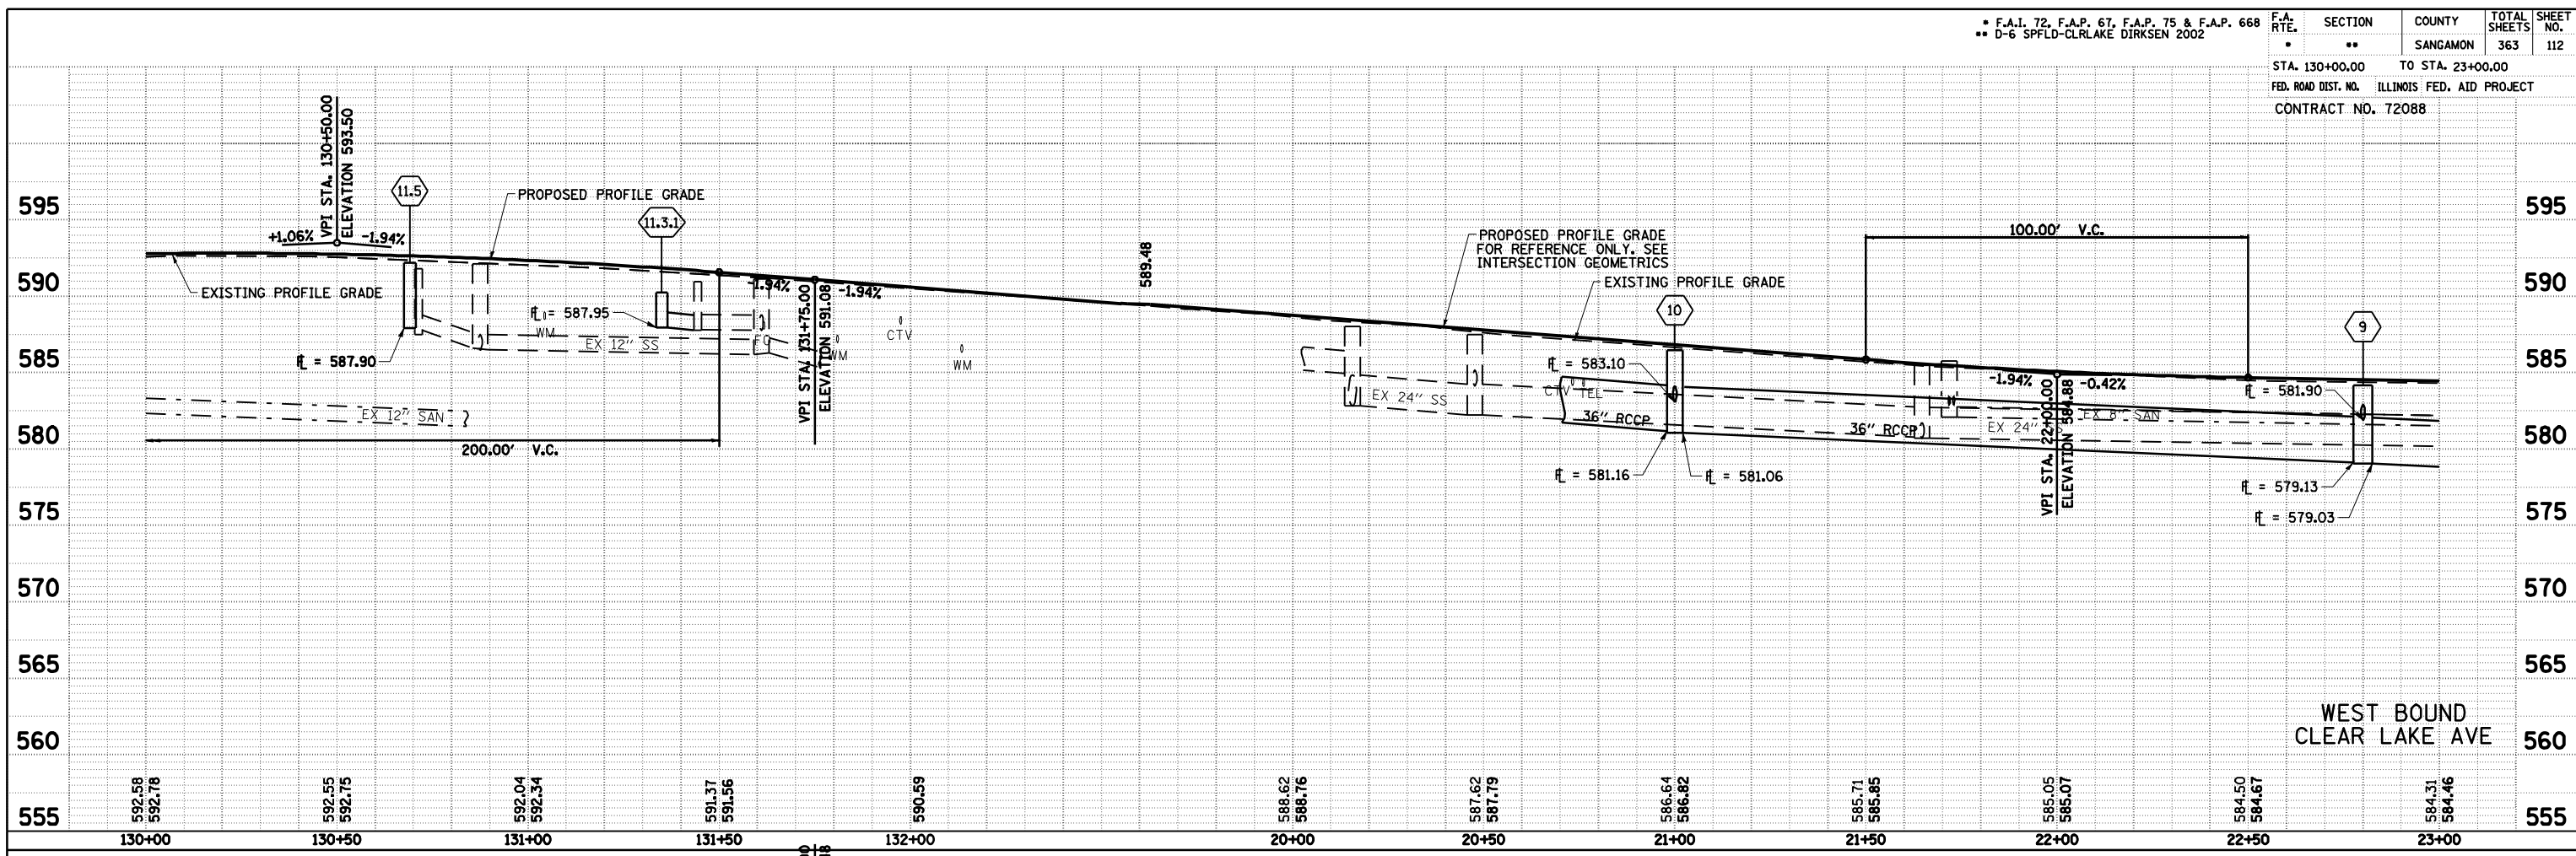 * F.A.I. 72, F.A.P. 67, F.A.P. 75 & F.A.P. 668
** D-6 SPFLD-CLRLAKE DIRKSEN 2002
F.A. RTE. SECTION COUNTY TOTAL SHEETS SHEET NO.
* ** SANGAMON 363 112
STA. 130+00.00 TO STA. 23+00.00
FED. ROAD DIST. NO. ILLINOIS FED. AID PROJECT
CONTRACT NO. 72088
VPI STA. 130+50.00
ELEVATION 593.50
+1.06% -1.94%
11.5
PROPOSED PROFILE GRADE
11.3.1
EXISTING PROFILE GRADE
℄ = 587.90
℄ = 587.95
WM
EX 12" SS
FO
-1.94%
VPI STA. 131+75.00
ELEVATION 591.08
-1.94%
WM
CTV
WM
EX 12" SAN
200.00' V.C.
589.48
PROPOSED PROFILE GRADE
FOR REFERENCE ONLY. SEE
INTERSECTION GEOMETRICS
EXISTING PROFILE GRADE
10
℄ = 583.10
CTV TEL
EX 24" SS
36" RCCP
℄ = 581.16
℄ = 581.06
100.00' V.C.
36" RCCP
-1.94% -0.42%
VPI STA. 22+00.00
ELEVATION 584.88
EX 24" S
EX 8" SAN
9
℄ = 581.90
℄ = 579.13
℄ = 579.03
WEST BOUND
CLEAR LAKE AVE
595 595
590 590
585 585
580 580
575 575
570 570
565 565
560 560
555 555
592.58
592.78
592.55
592.75
592.04
592.34
591.37
591.56
590.59
588.62
588.76
587.62
587.79
586.64
586.82
585.71
585.85
585.05
585.07
584.50
584.67
584.31
584.46
130+00 130+50 131+00 131+50 132+00 20+00 20+50 21+00 21+50 22+00 22+50 23+00